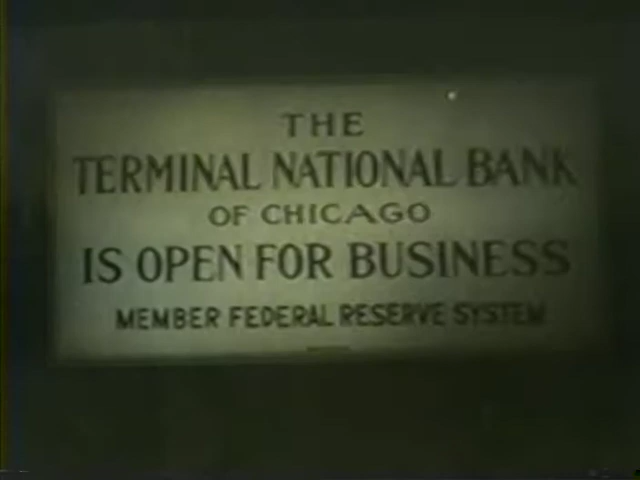 THE
TERMINAL NATIONAL BANK
OF CHICAGO
IS OPEN FOR BUSINESS
MEMBER FEDERAL RESERVE SYSTEM